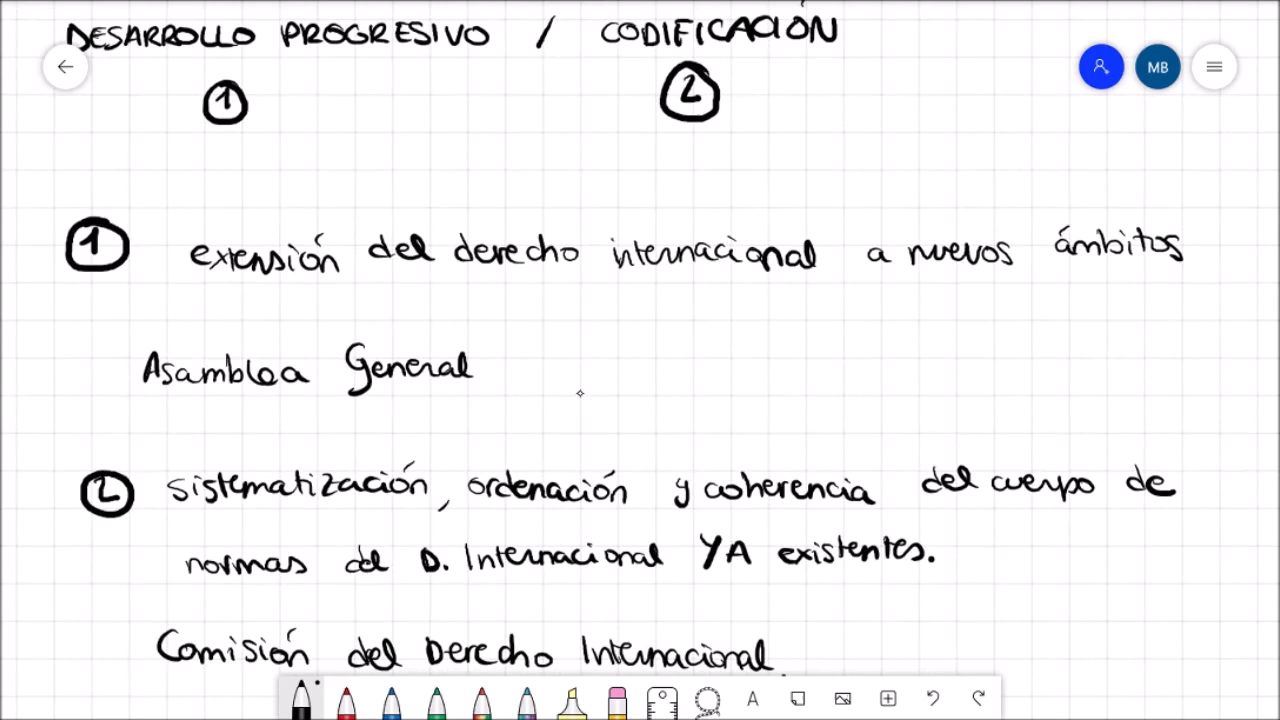 DESARROLLO PROGRESIVO / CODIFICACIÓN
1 2
MB
1 extensión del derecho internacional a nuevos ámbitos
Asamblea General
2 sistematización, ordenación y coherencia del cuerpo de
normas del D. Internacional YA existentes.
Comisión del Derecho Internacional.
A